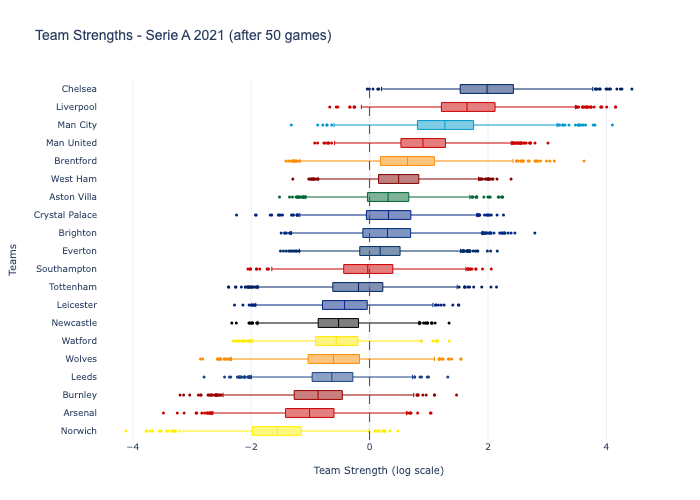 Team Strengths - Serie A 2021 (after 50 games)
Chelsea
Liverpool
Man City
Man United
Brentford
West Ham
Aston Villa
Crystal Palace
Brighton
Everton
Southampton
Tottenham
Leicester
Newcastle
Watford
Wolves
Leeds
Burnley
Arsenal
Norwich
Teams
−4 −2 0 2 4
Team Strength (log scale)